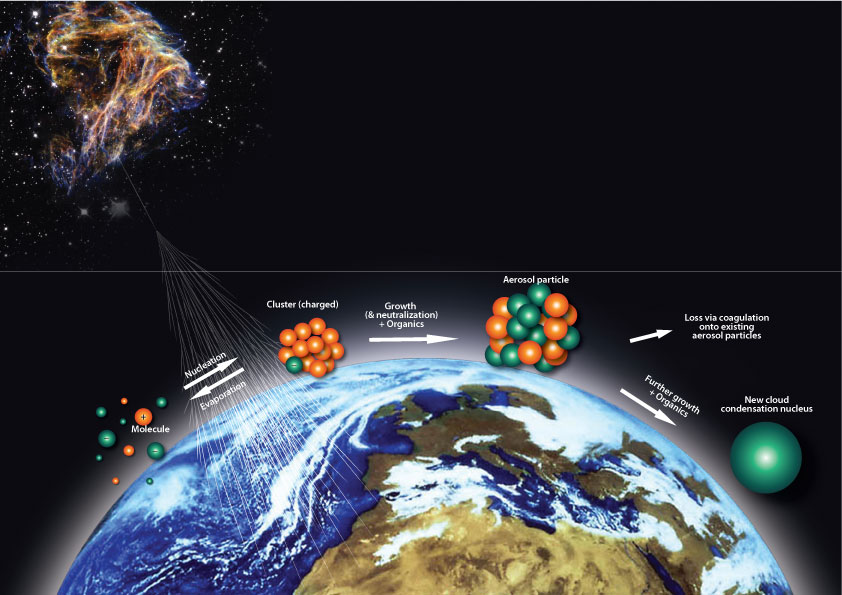 Aerosol particle
Cluster (charged)
Growth
(& neutralization)
+ Organics
Loss via coagulation
onto existing
aerosol particles
Nucleation
Evaporation
Further growth
+ Organics
New cloud
condensation nucleus
+
Molecule
−
−
−